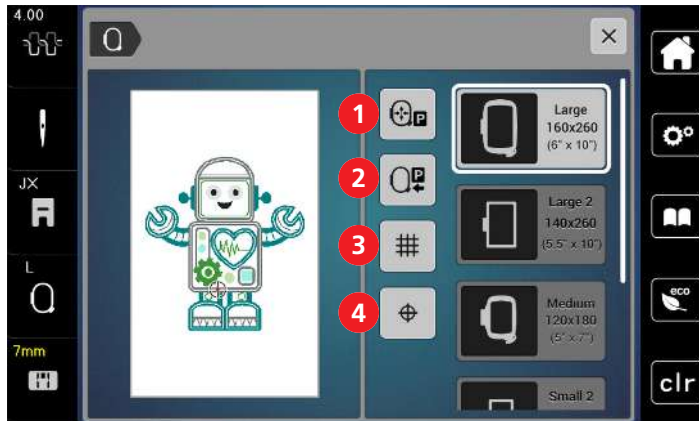 4.00
JX
L
7mm
1
P
2
P
3
4
Large
160x260
(6" x 10")
Large 2
140x260
(5.5" x 10")
Medium
120x180
(5" x 7")
Small 2
eco
clr